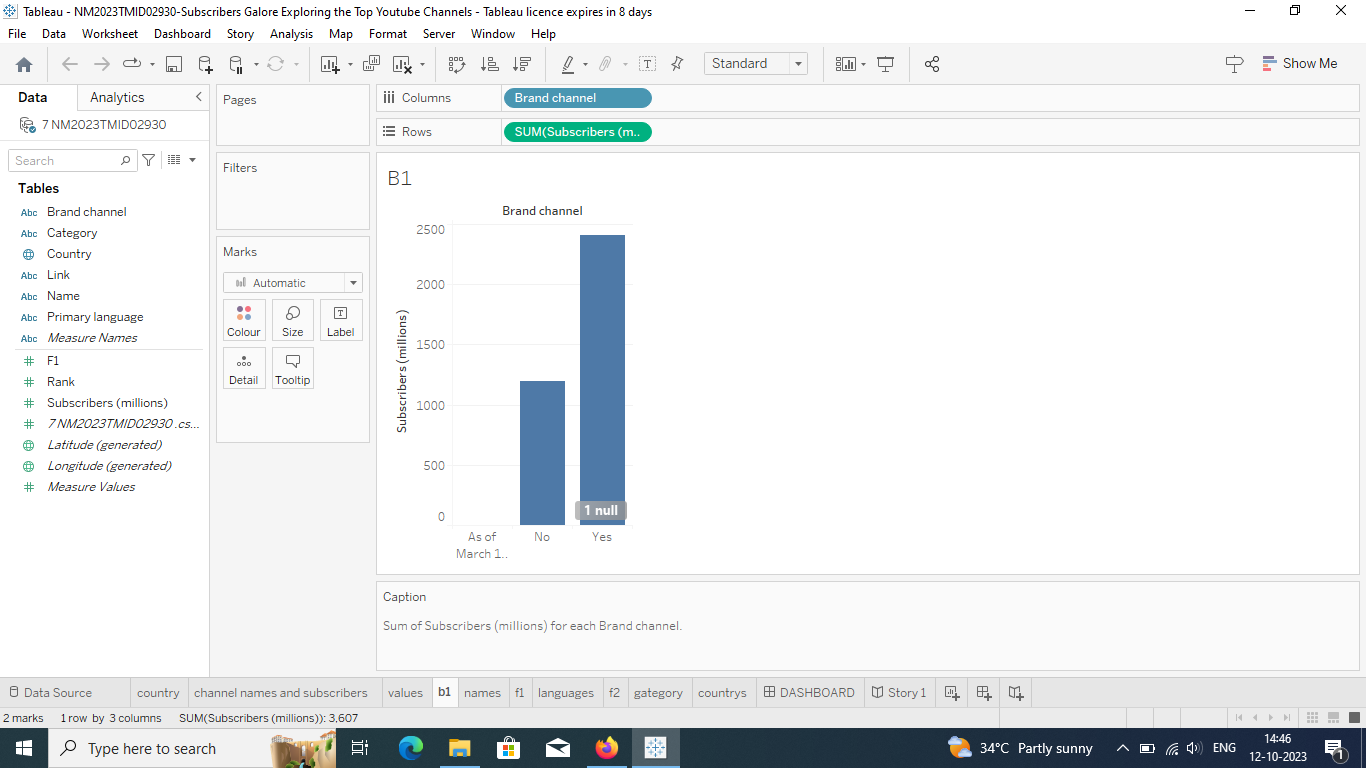 Tableau - NM2023TMID02930-Subscribers Galore Exploring the Top Youtube Channels - Tableau licence expires in 8 days
File Data Worksheet Dashboard Story Analysis Map Format Server Window Help
Standard
Show Me
Data Analytics
7 NM2023TMID02930
Search
Tables
Abc Brand channel
Abc Category
Country
Abc Link
Abc Name
Abc Primary language
Abc Measure Names
# F1
# Rank
# Subscribers (millions)
# 7 NM2023TMID02930 .cs...
Latitude (generated)
Longitude (generated)
# Measure Values
Pages
Filters
Marks
Automatic
Colour Size Label
Detail Tooltip
Columns Brand channel
Rows SUM(Subscribers (m..
B1
Brand channel
Subscribers (millions)
2500
2000
1500
1000
500
0
1 null
As of
March 1..
No
Yes
Caption
Sum of Subscribers (millions) for each Brand channel.
Data Source country channel names and subscribers values b1 names f1 languages f2 gategory countrys DASHBOARD Story 1
2 marks 1 row by 3 columns SUM(Subscribers (millions)): 3,607
Type here to search
34°C Partly sunny
ENG
14:46
12-10-2023
1